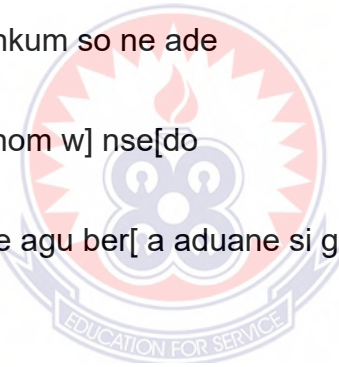 nkum so ne ade
nom w] nse[do
e agu ber[ a aduane si g
EDUCATION FOR SERVICE